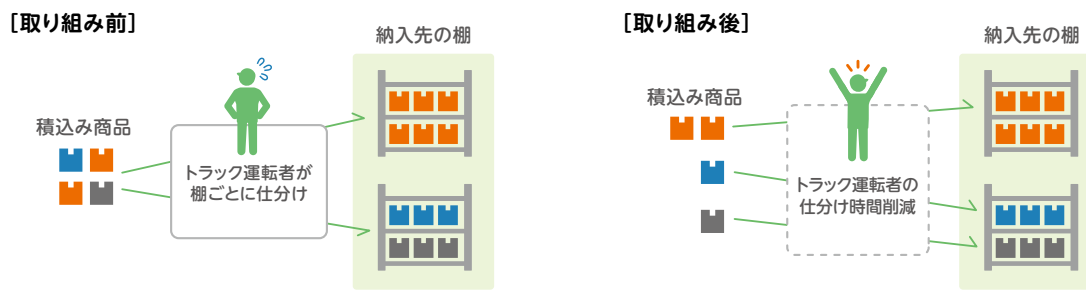 [取り組み前]
納入先の棚
積込み商品
トラック運転者が
棚ごとに仕分け
[取り組み後]
納入先の棚
積込み商品
トラック運転者の
仕分け時間削減